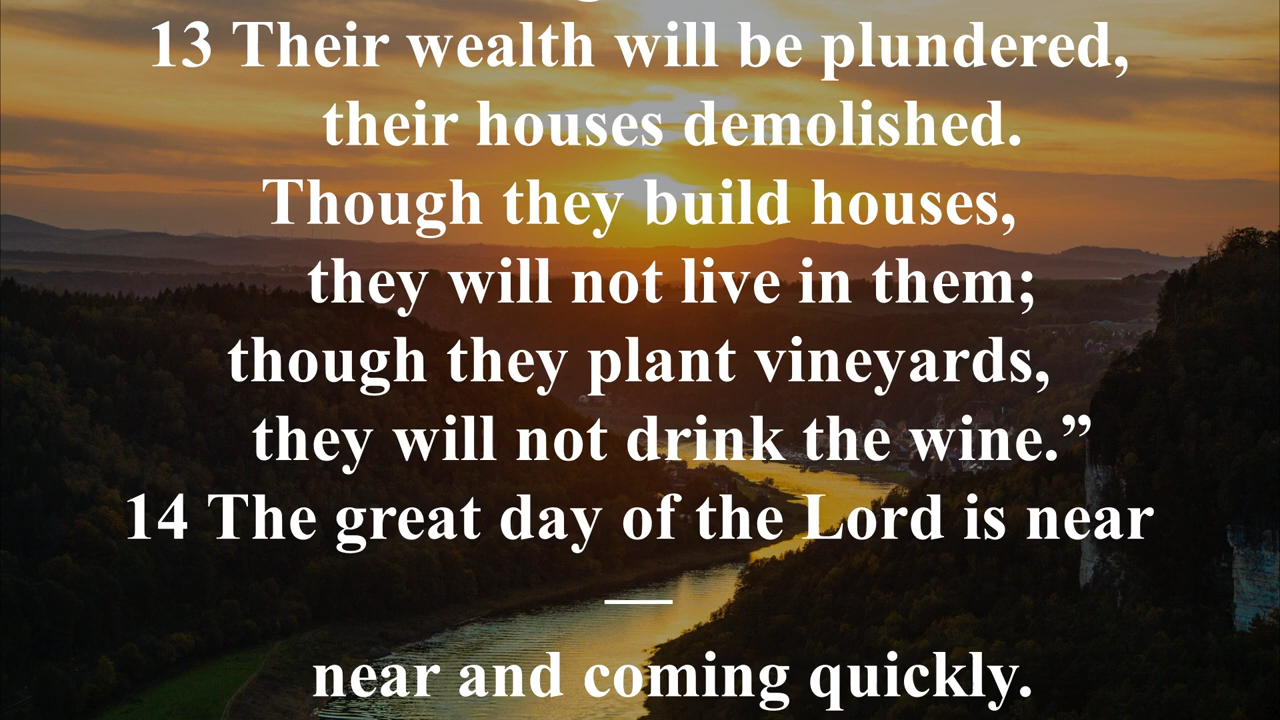 13 Their wealth will be plundered,
their houses demolished.
Though they build houses,
they will not live in them;
though they plant vineyards,
they will not drink the wine.”
14 The great day of the Lord is near
—
near and coming quickly.